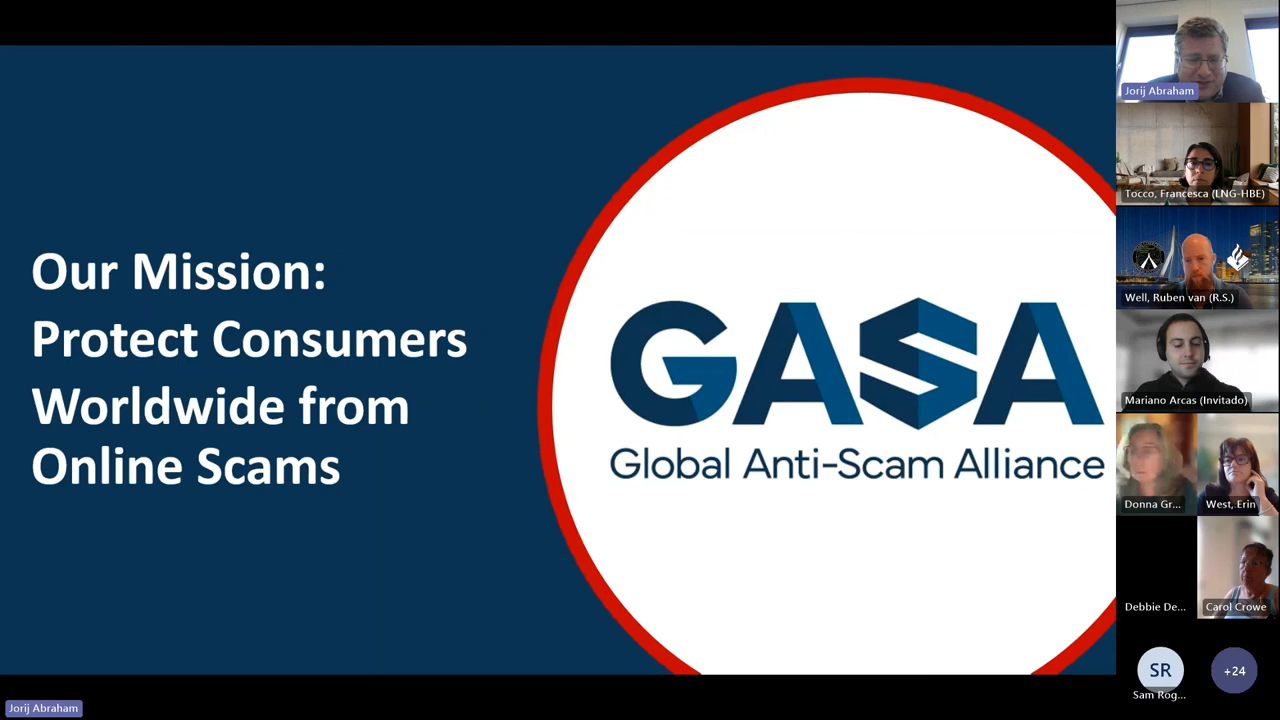 Our Mission:
Protect Consumers
Worldwide from
Online Scams
GASA
Global Anti-Scam Alliance
Jorij Abraham
Tocco, Francesca (LNG-HBE)
Well, Ruben van (R.S.)
Mariano Arcas (Invitado)
Donna Gr...
West, Erin
Debbie De...
Carol Crowe
SR
Sam Rog...
+24
Jorij Abraham